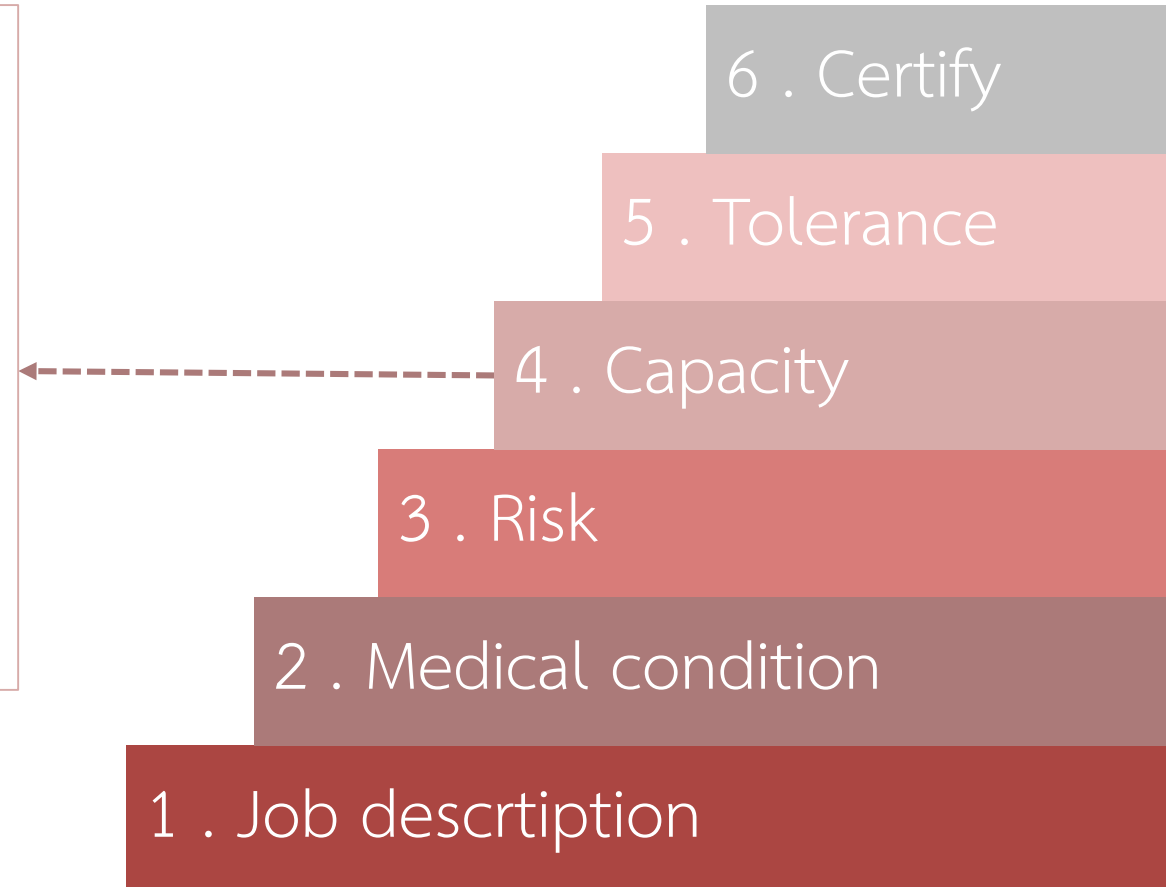 6 . Certify
5 . Tolerance
4 . Capacity
3 . Risk
2 . Medical condition
1 . Job descrtiption